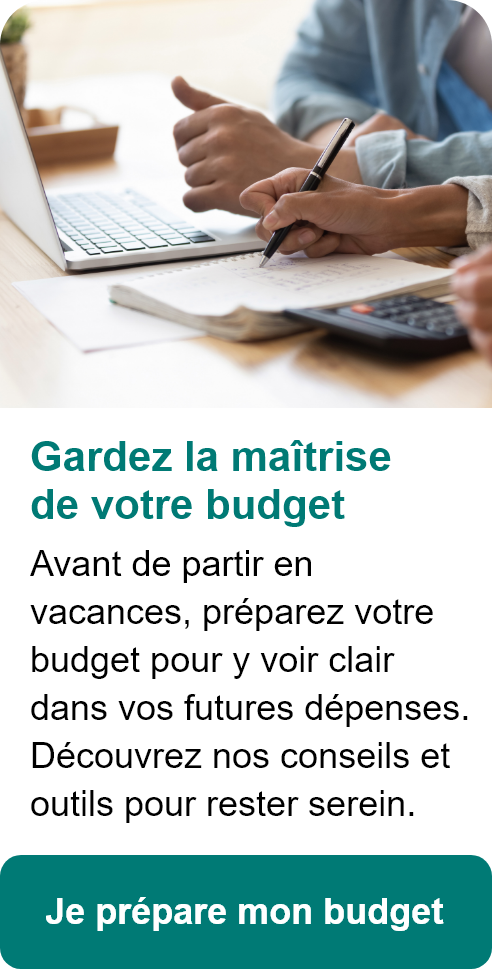 Gardez la maîtrise
de votre budget
Avant de partir en
vacances, préparez votre
budget pour y voir clair
dans vos futures dépenses.
Découvrez nos conseils et
outils pour rester serein.
Je prépare mon budget